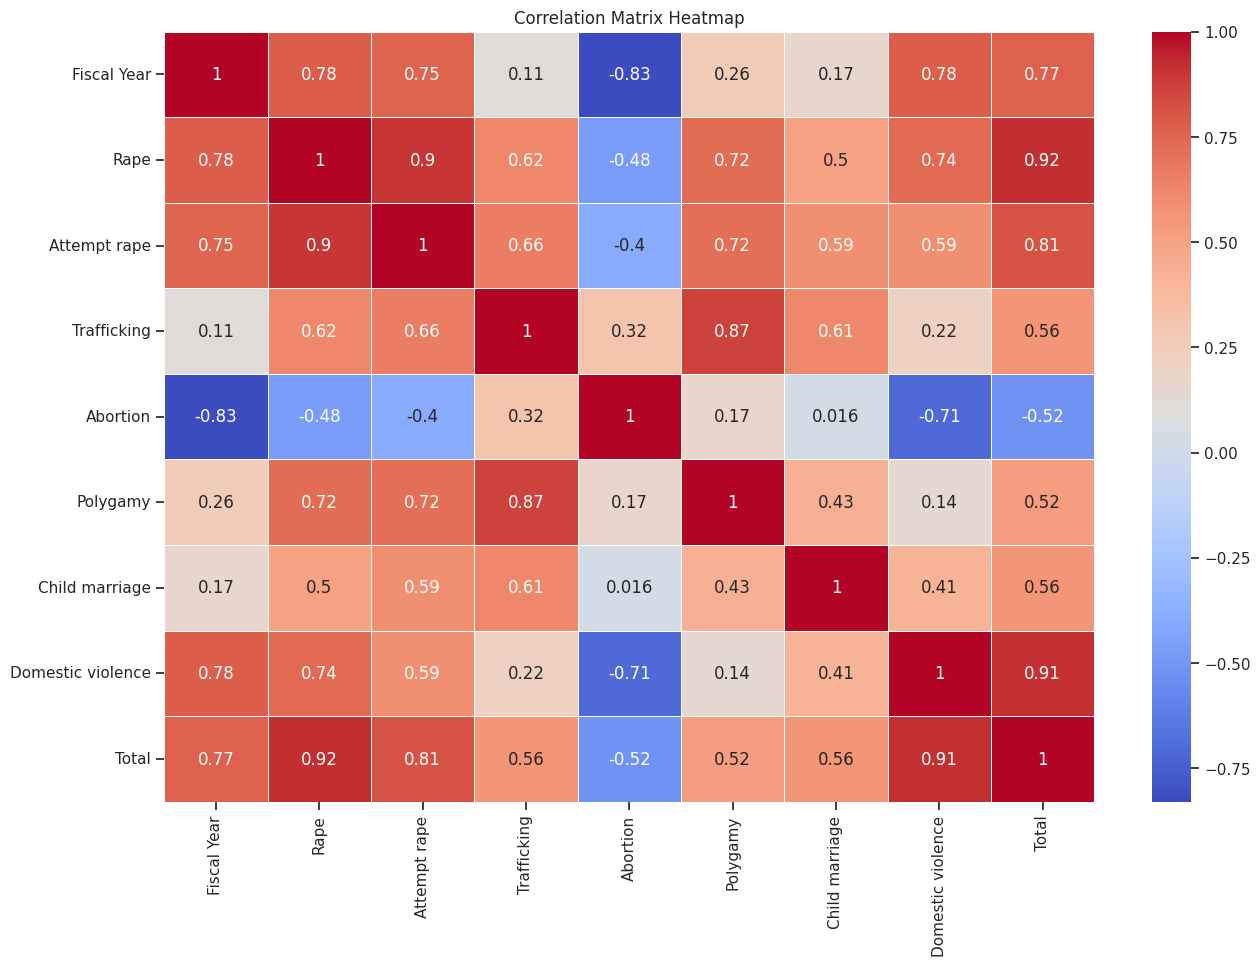 Correlation Matrix Heatmap
Fiscal Year 1 0.78 0.75 0.11 -0.83 0.26 0.17 0.78 0.77
Rape 0.78 1 0.9 0.62 -0.48 0.72 0.5 0.74 0.92
Attempt rape 0.75 0.9 1 0.66 -0.4 0.72 0.59 0.59 0.81
Trafficking 0.11 0.62 0.66 1 0.32 0.87 0.61 0.22 0.56
Abortion -0.83 -0.48 -0.4 0.32 1 0.17 0.016 -0.71 -0.52
Polygamy 0.26 0.72 0.72 0.87 0.17 1 0.43 0.14 0.52
Child marriage 0.17 0.5 0.59 0.61 0.016 0.43 1 0.41 0.56
Domestic violence 0.78 0.74 0.59 0.22 -0.71 0.14 0.41 1 0.91
Total 0.77 0.92 0.81 0.56 -0.52 0.52 0.56 0.91 1
Fiscal Year
Rape
Attempt rape
Trafficking
Abortion
Polygamy
Child marriage
Domestic violence
Total
1.00
0.75
0.50
0.25
0.00
−0.25
−0.50
−0.75